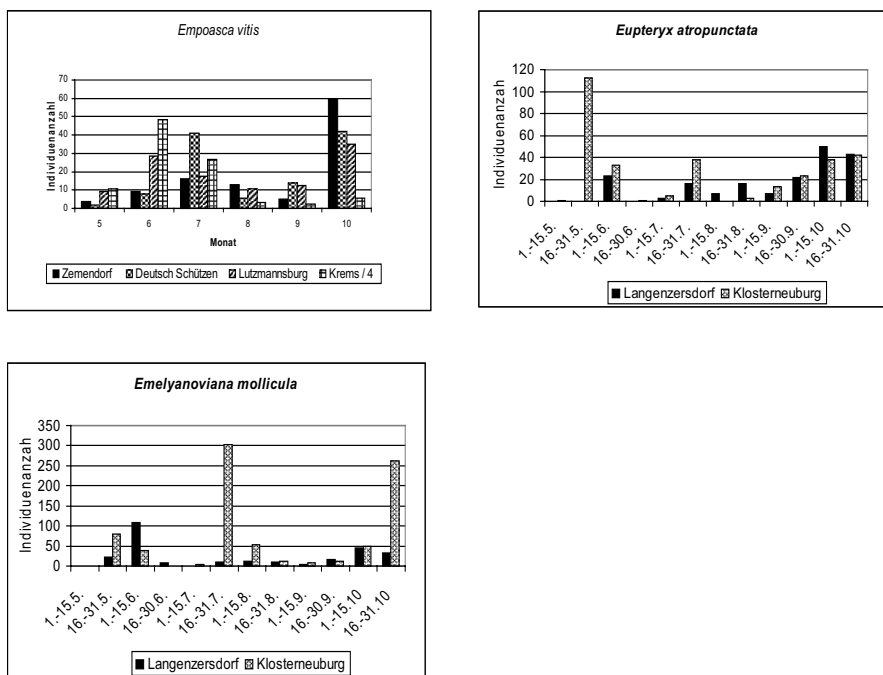 Empoasca vitis
70
60
50
40
30
20
10
0
Individuenanzahl
5 6 7 8 9 10
Monat
Zemendorf Deutsch Schützen Lutzmannsburg Krems / 4
Eupteryx atropunctata
120
100
80
60
40
20
0
Individuenanzah
1.-15.5. 16.-31.5. 1.-15.6. 16.-30.6. 1.-15.7. 16.-31.7. 1.-15.8. 16.-31.8. 1.-15.9. 16.-30.9. 1.-15.10 16.-31.10
Langenzersdorf Klosterneuburg
Emelyanoviana mollicula
350
300
250
200
150
100
50
0
Individuenanzah
1.-15.5. 16.-31.5. 1.-15.6. 16.-30.6. 1.-15.7. 16.-31.7. 1.-15.8. 16.-31.8. 1.-15.9. 16.-30.9. 1.-15.10 16.-31.10
Langenzersdorf Klosterneuburg